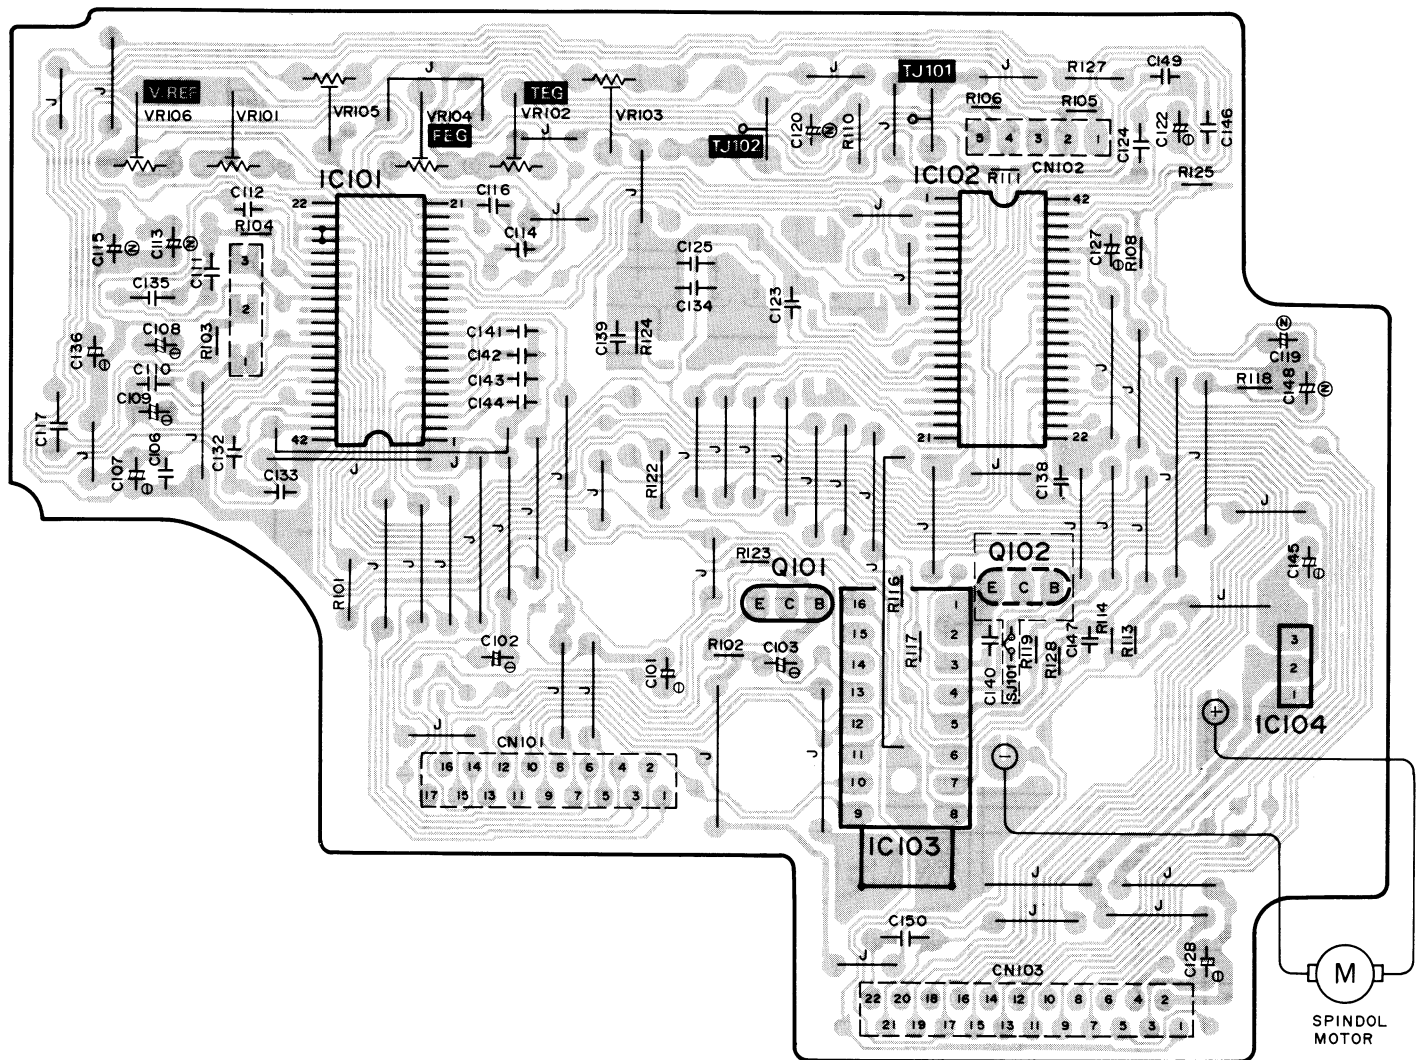 J
R127
C149
V.REF
VR106
VR101
VR105
J
VR104
FEG
TEG
VR102
J
VR103
TJ102
J
C120
N
R110
J
TJ101
J
R106
R105
5 4 3 2 1
CN102
R111
C124
C122
C146
R125
IC101
22
21
42
1
IC102
1
42
21
22
C112
R104
C115
N
C113
N
C111
C135
3
2
1
C136
C108
R103
C110
C109
C117
J
C107
C106
J
C132
C133
J
J
C116
J
C114
J
C141
C142
C143
C144
C125
C134
C139
R124
C123
J
J
C127
R108
J
J
N
C119
R118
C148
N
R122
J
C138
J
J
C145
R101
R123
Q101
E C B
Q102
E C B
R116
R117
C102
R102
C103
C101
C140
SJ101
R119
R128
C147
R114
R113
J
3
2
1
IC104
16 1
15 2
14 3
13 4
12 5
11 6
10 7
9 8
IC103
+
−
J
CN101
16 14 12 10 8 6 4 2
17 15 13 11 9 7 5 3 1
J
J
J
J
C150
J
C128
CN103
22 20 18 16 14 12 10 8 6 4 2
21 19 17 15 13 11 9 7 5 3 1
M
SPINDOL
MOTOR